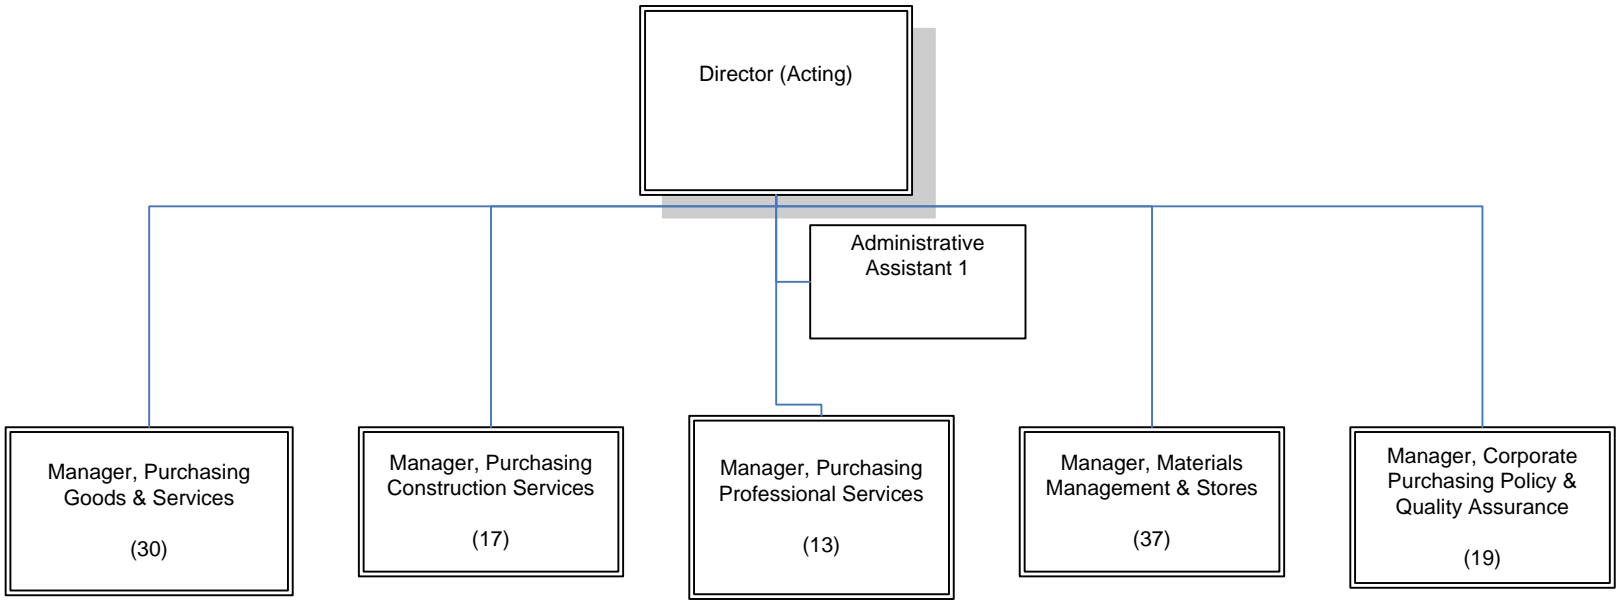 Director (Acting)
Administrative
Assistant 1
Manager, Purchasing
Goods & Services
(30)
Manager, Purchasing
Construction Services
(17)
Manager, Purchasing
Professional Services
(13)
Manager, Materials
Management & Stores
(37)
Manager, Corporate
Purchasing Policy &
Quality Assurance
(19)